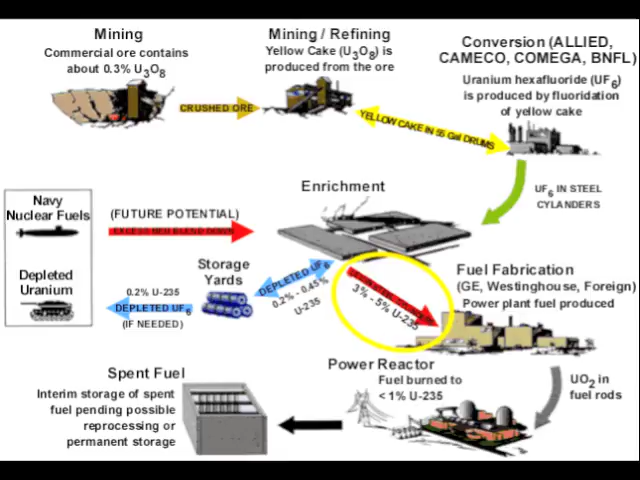 Mining
Commercial ore contains
about 0.3% U3O8
CRUSHED ORE
Mining / Refining
Yellow Cake (U3O8) is
produced from the ore
YELLOW CAKE IN 55 Gal DRUMS
Conversion (ALLIED,
CAMECO, COMEGA, BNFL)
Uranium hexafluoride (UF6)
is produced by fluoridation
of yellow cake
UF6 IN STEEL
CYLANDERS
Enrichment
Navy
Nuclear Fuels
(FUTURE POTENTIAL)
EXCESS HEU BLEND DOWN
Depleted
Uranium
0.2% U-235
DEPLETED UF6
(IF NEEDED)
Storage
Yards
DEPLETED UF6
0.2% - 0.45%
U-235
3% - 5% U-235
Fuel Fabrication
(GE, Westinghouse, Foreign)
Power plant fuel produced
UO2 in
fuel rods
Power Reactor
Fuel burned to
< 1% U-235
Spent Fuel
Interim storage of spent
fuel pending possible
reprocessing or
permanent storage